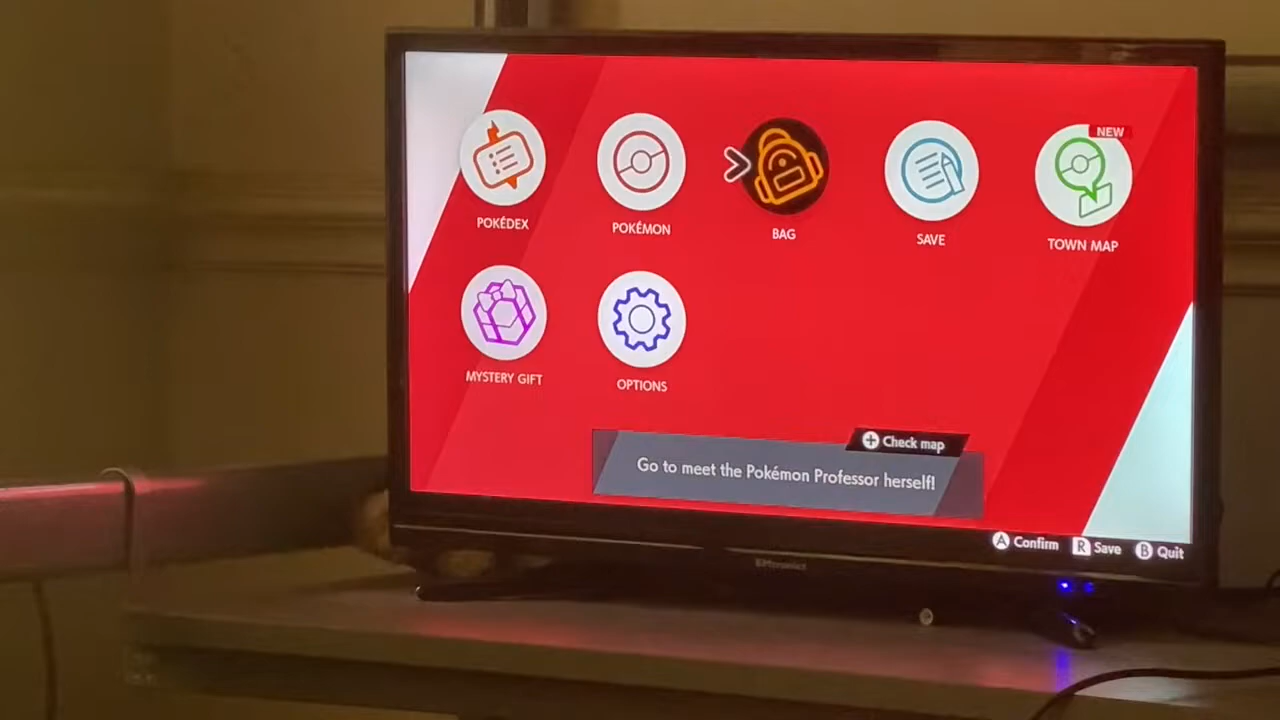 NEW
POKÉDEX
POKÉMON
BAG
SAVE
TOWN MAP
MYSTERY GIFT
OPTIONS
+ Check map
Go to meet the Pokémon Professor herself!
A Confirm R Save B Quit